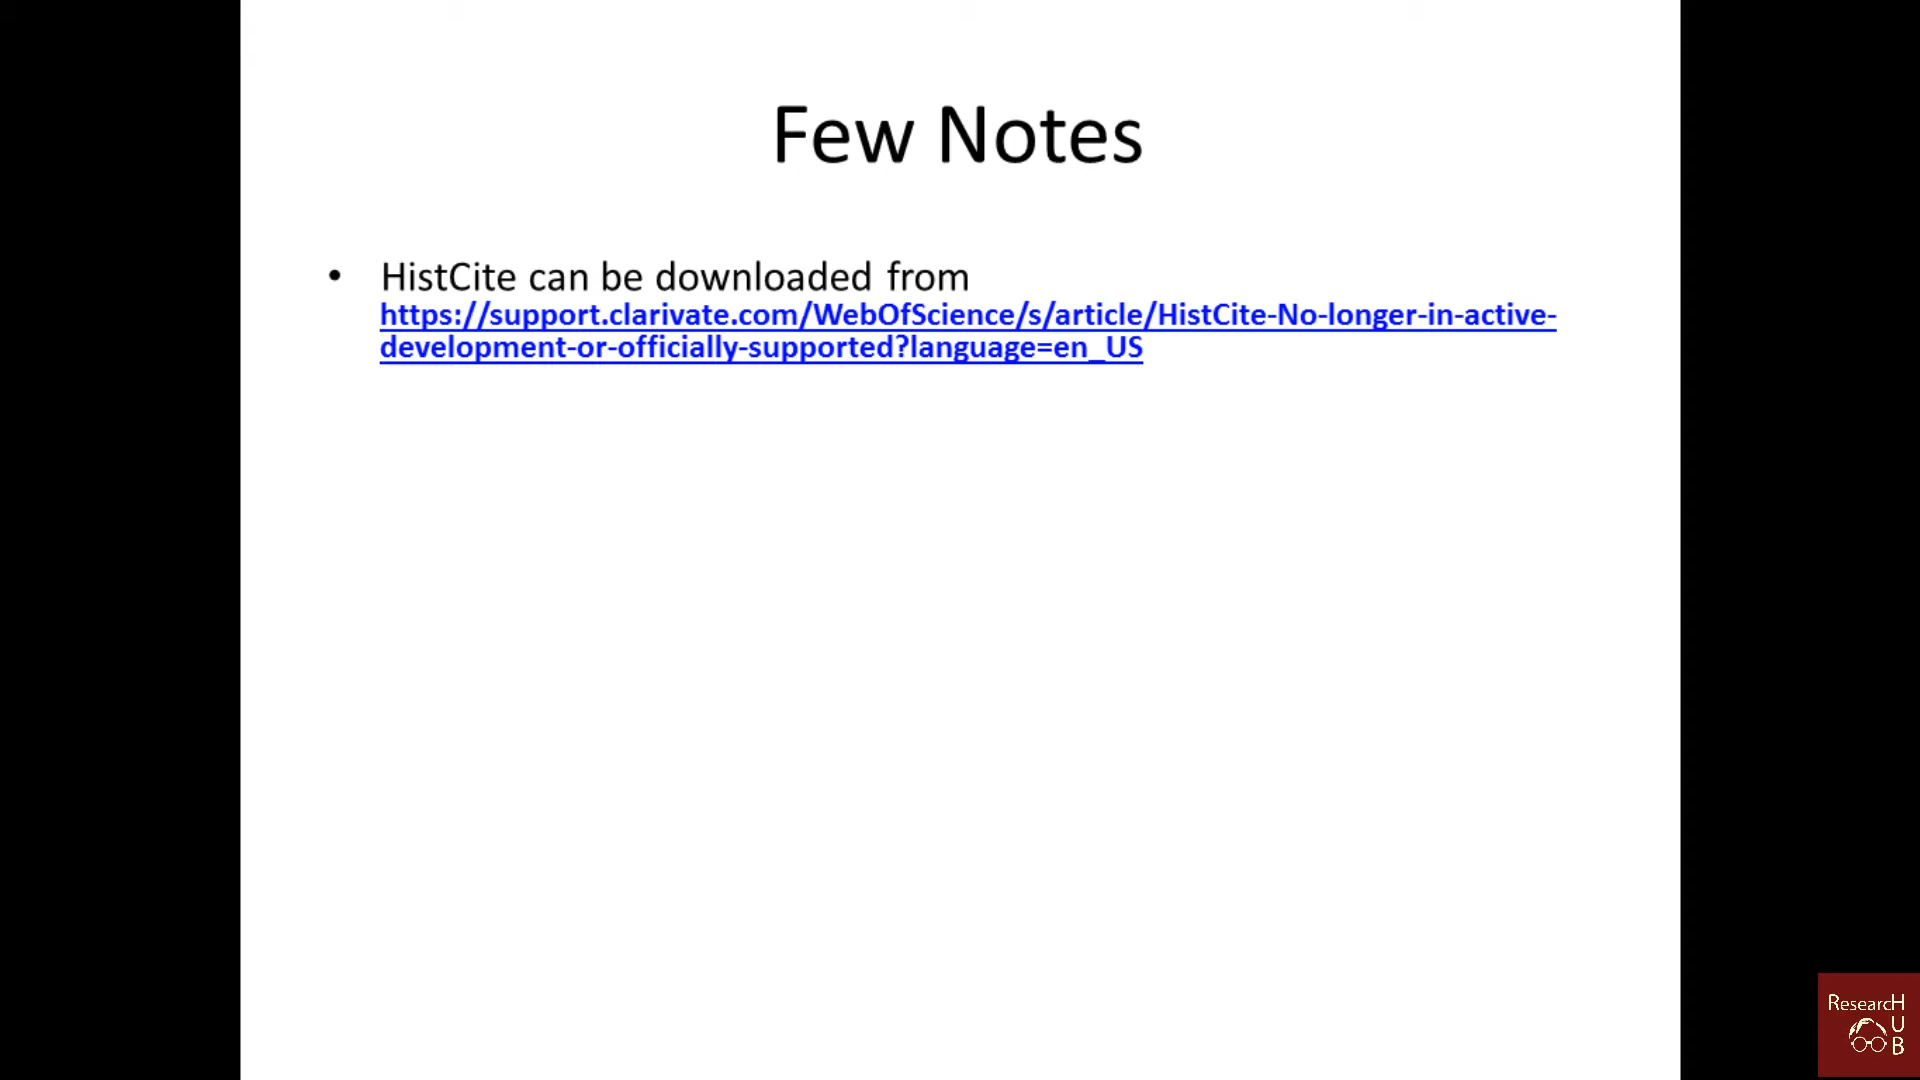 Few Notes
• HistCite can be downloaded from
https://support.clarivate.com/WebOfScience/s/article/HistCite-No-longer-in-active-
development-or-officially-supported?language=en_US
ResearcH
U
B